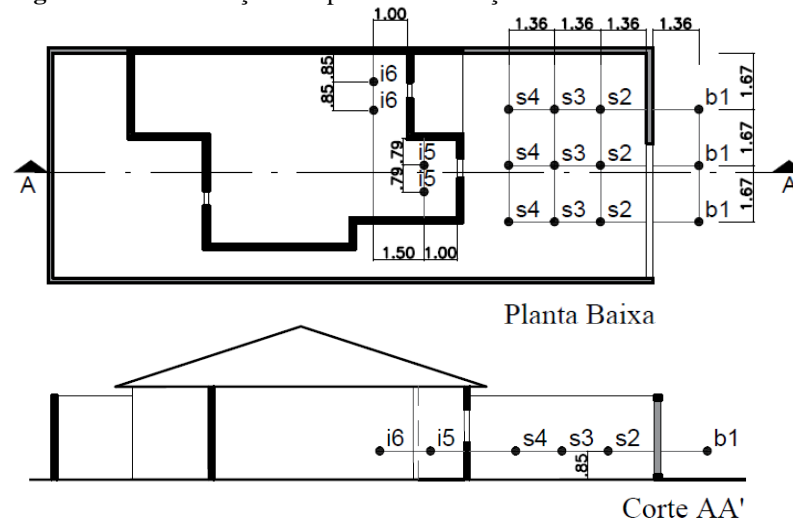 1.00
1.36 1.36 1.36 1.36
.85
i6
.85
i6
s4 s3 s2 b1
1.67
.79
i5
s4 s3 s2 b1
1.67
A
.79
i5
A
s4 s3 s2 b1
1.67
1.50 1.00
Planta Baixa
i6 i5 s4 s3 s2 b1
.85
Corte AA'